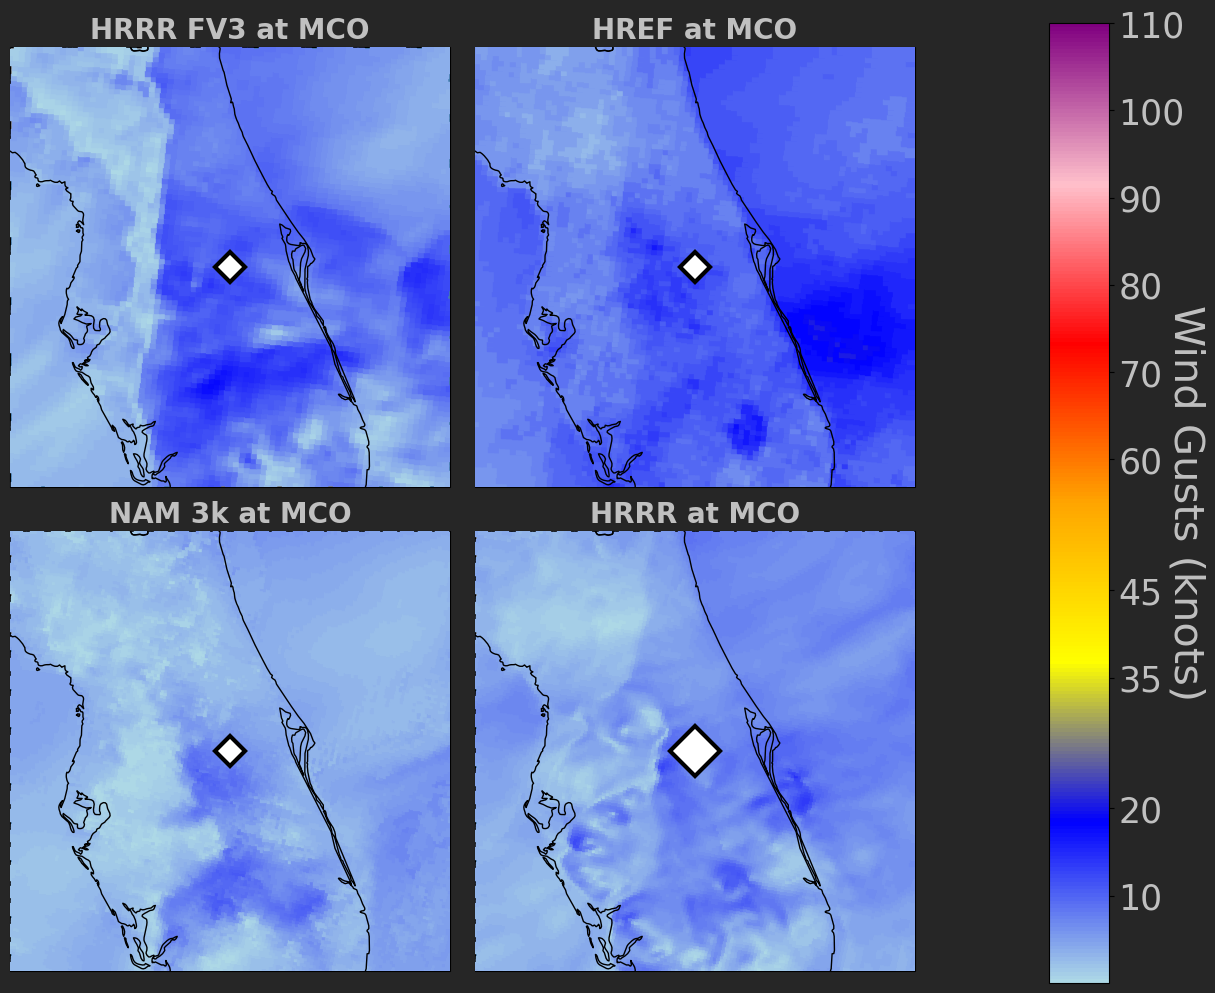 HRRR FV3 at MCO
HREF at MCO
NAM 3k at MCO
HRRR at MCO
110
100
90
80
70
60
45
35
20
10
Wind Gusts (knots)